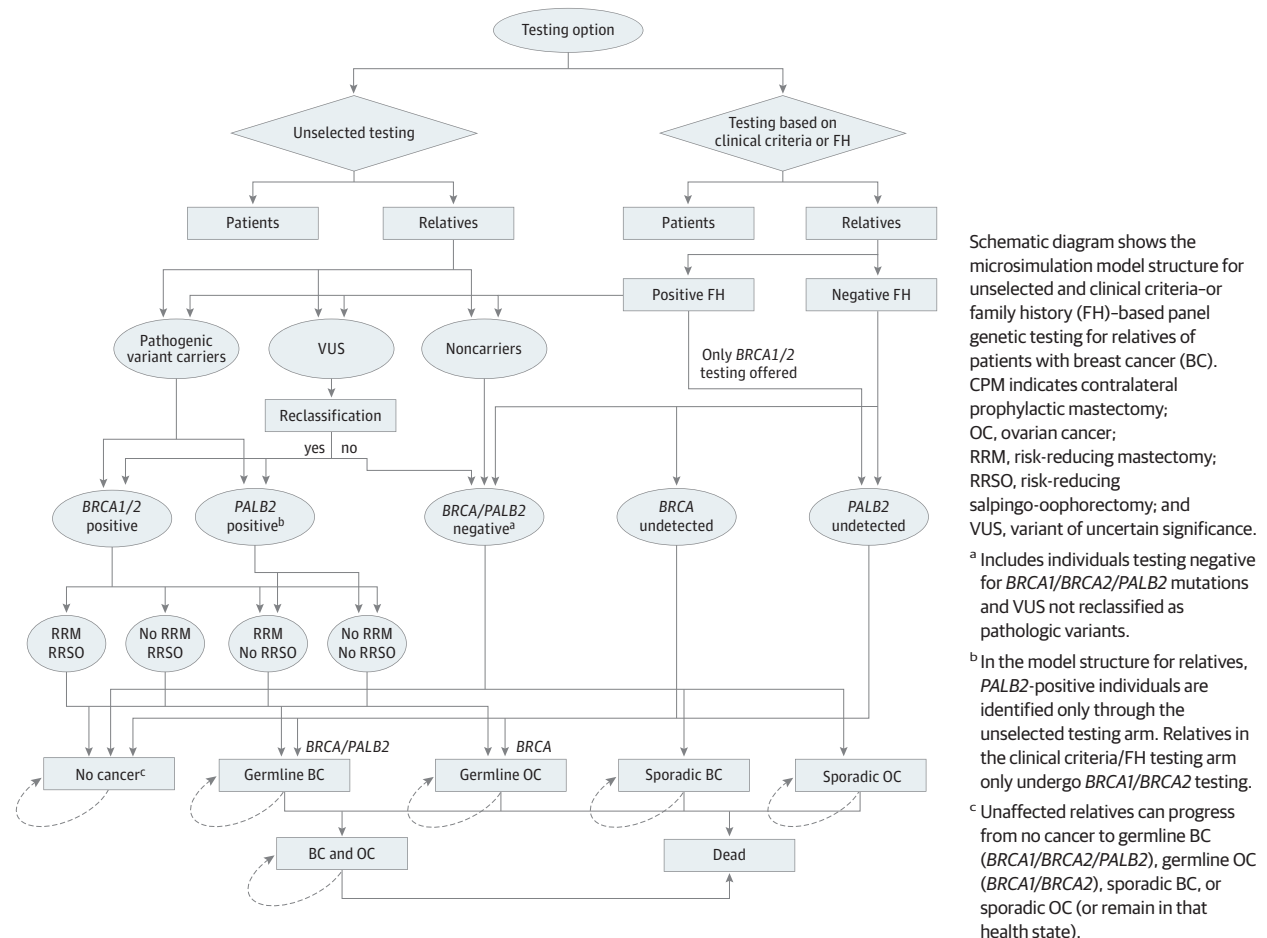 Testing option
Unselected testing
Testing based on
clinical criteria or FH
Patients
Relatives
Patients
Relatives
Positive FH
Negative FH
Pathogenic
variant carriers
VUS
Noncarriers
Only BRCA1/2
testing offered
Reclassification
yes
no
BRCA1/2
positive
PALB2
positiveᵇ
BRCA/PALB2
negativeᵃ
BRCA
undetected
PALB2
undetected
RRM
RRSO
No RRM
RRSO
RRM
No RRSO
No RRM
No RRSO
BRCA/PALB2
BRCA
No cancerᶜ
Germline BC
Germline OC
Sporadic BC
Sporadic OC
BC and OC
Dead
Schematic diagram shows the
microsimulation model structure for
unselected and clinical criteria–or
family history (FH)–based panel
genetic testing for relatives of
patients with breast cancer (BC).
CPM indicates contralateral
prophylactic mastectomy;
OC, ovarian cancer;
RRM, risk-reducing mastectomy;
RRSO, risk-reducing
salpingo-oophorectomy; and
VUS, variant of uncertain significance.
ᵃ Includes individuals testing negative
for BRCA1/BRCA2/PALB2 mutations
and VUS not reclassified as
pathologic variants.
ᵇ In the model structure for relatives,
PALB2-positive individuals are
identified only through the
unselected testing arm. Relatives in
the clinical criteria/FH testing arm
only undergo BRCA1/BRCA2 testing.
ᶜ Unaffected relatives can progress
from no cancer to germline BC
(BRCA1/BRCA2/PALB2), germline OC
(BRCA1/BRCA2), sporadic BC, or
sporadic OC (or remain in that
health state).